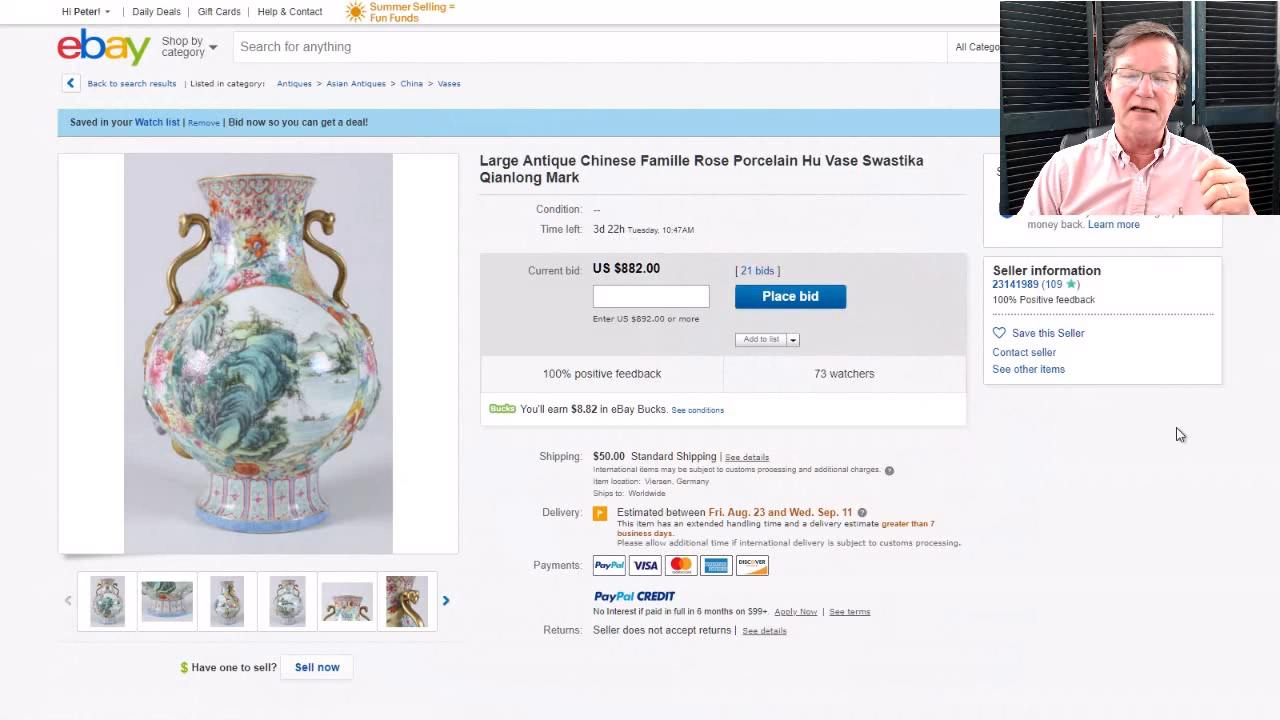 Hi Peter!
Daily Deals
Gift Cards
Help & Contact
Summer Selling =
Fun Funds
ebay
Shop by
category
Search for anything
All Catego
Back to search results
Listed in category:
Antiques > Asian Antiques > China > Vases
Saved in your Watch list | Remove | Bid now so you can get a deal!
Large Antique Chinese Famille Rose Porcelain Hu Vase Swastika
Qianlong Mark
Condition: --
Time left: 3d 22h Tuesday, 10:47AM
Current bid: US $882.00 [ 21 bids ]
Place bid
Enter US $892.00 or more
Add to list
100% positive feedback
73 watchers
Bucks You'll earn $8.82 in eBay Bucks. See conditions
Shipping: $50.00 Standard Shipping | See details
International items may be subject to customs processing and additional charges.
Item location: Viersen, Germany
Ships to: Worldwide
Delivery: Estimated between Fri. Aug. 23 and Wed. Sep. 11
This item has an extended handling time and a delivery estimate greater than 7
business days.
Please allow additional time if international delivery is subject to customs processing.
Payments: PayPal VISA MasterCard AMERICAN EXPRESS DISCOVER
PayPal CREDIT
No Interest if paid in full in 6 months on $99+. Apply Now | See terms
Returns: Seller does not accept returns | See details
money back. Learn more
Seller information
23141989 (109 )
100% Positive feedback
Save this Seller
Contact seller
See other items
$ Have one to sell? Sell now